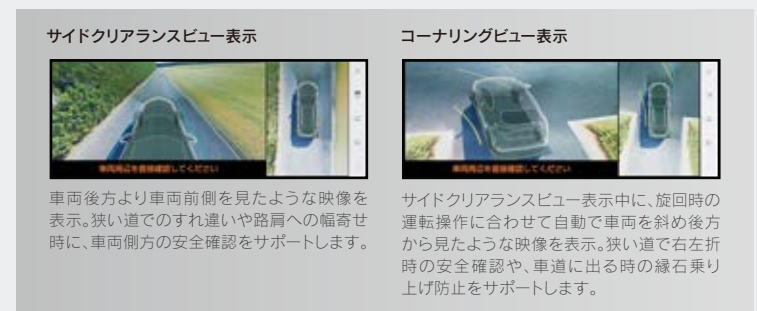 サイドクリアランスビュー表示
車両周辺を直接確認してください
車両後方より車両前側を見たような映像を
表示。狭い道でのすれ違いや路肩への幅寄せ
時に、車両側方の安全確認をサポートします。
コーナリングビュー表示
車両周辺を直接確認してください
サイドクリアランスビュー表示中に、旋回時の
運転操作に合わせて自動で車両を斜め後方
から見たような映像を表示。狭い道で右左折
時の安全確認や、車道に出る時の縁石乗り
上げ防止をサポートします。